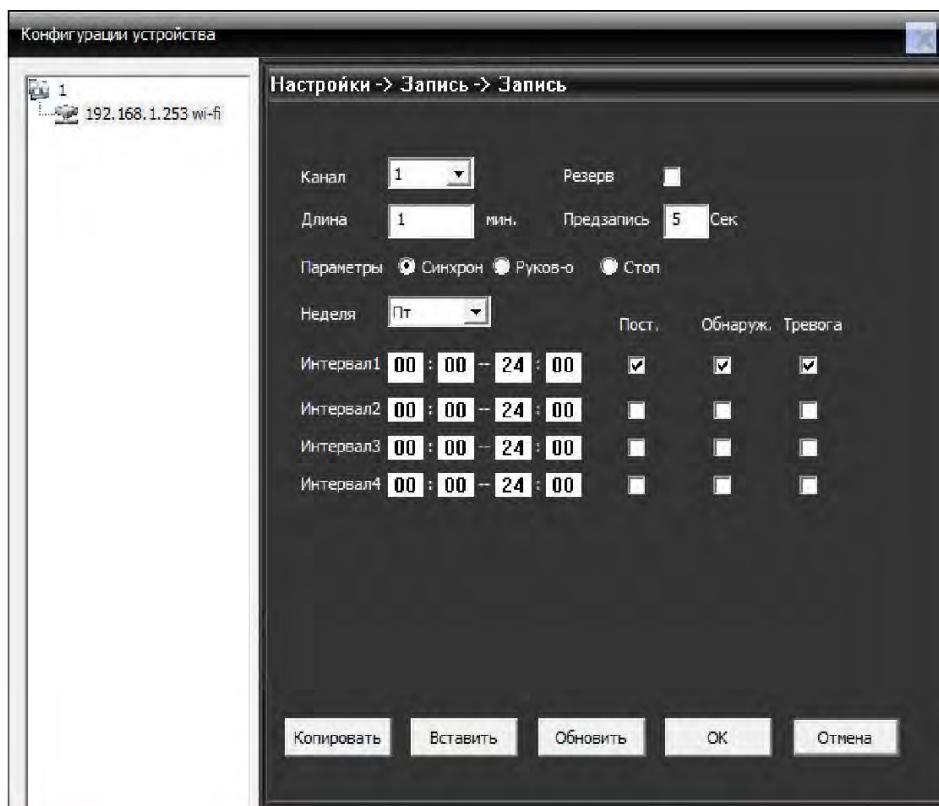 Конфигурации устройства
1
192.168.1.253 wi-fi
Настройки -> Запись -> Запись
Канал 1 Резерв
Длина 1 мин. Предзапись 5 Сек
Параметры Синхрон Руков-о Стоп
Неделя Пт Пост. Обнаруж. Тревога
Интервал1 00 : 00 -- 24 : 00
Интервал2 00 : 00 -- 24 : 00
Интервал3 00 : 00 -- 24 : 00
Интервал4 00 : 00 -- 24 : 00
Копировать Вставить Обновить OK Отмена